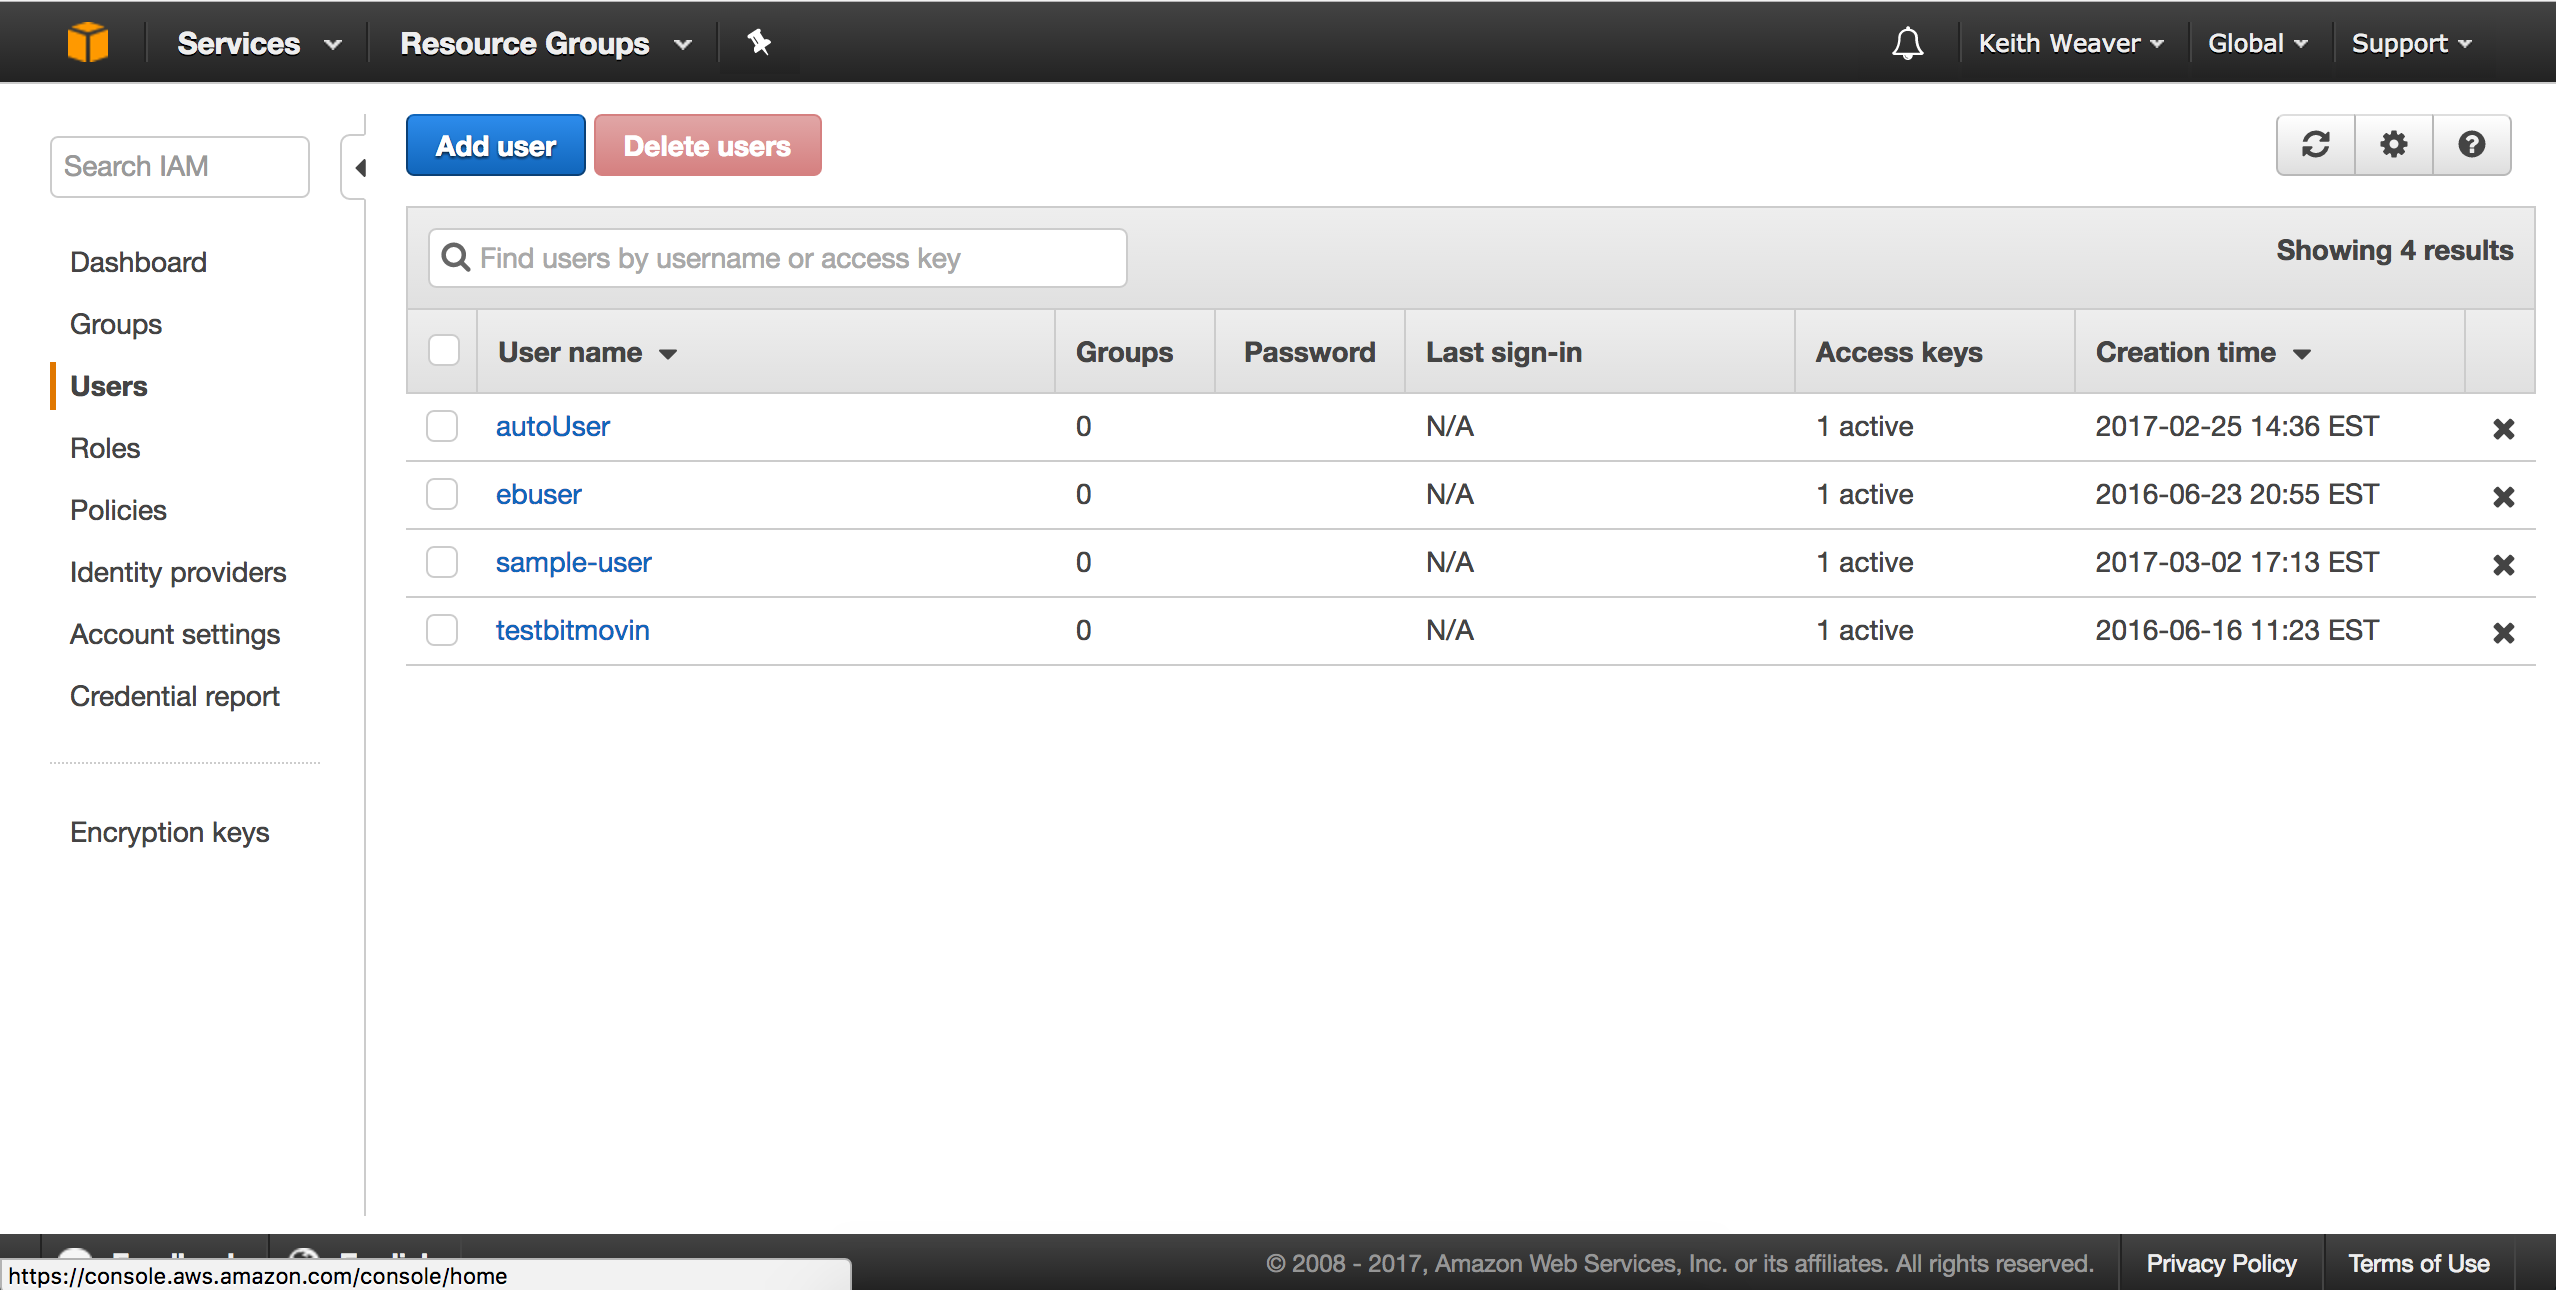 Services
Resource Groups
Keith Weaver
Global
Support
Search IAM
Dashboard
Groups
Users
Roles
Policies
Identity providers
Account settings
Credential report
Encryption keys
Add user
Delete users
Find users by username or access key
Showing 4 results
User name Groups Password Last sign-in Access keys Creation time
autoUser 0 N/A 1 active 2017-02-25 14:36 EST
ebuser 0 N/A 1 active 2016-06-23 20:55 EST
sample-user 0 N/A 1 active 2017-03-02 17:13 EST
testbitmovin 0 N/A 1 active 2016-06-16 11:23 EST
https://console.aws.amazon.com/console/home
© 2008 - 2017, Amazon Web Services, Inc. or its affiliates. All rights reserved.
Privacy Policy
Terms of Use